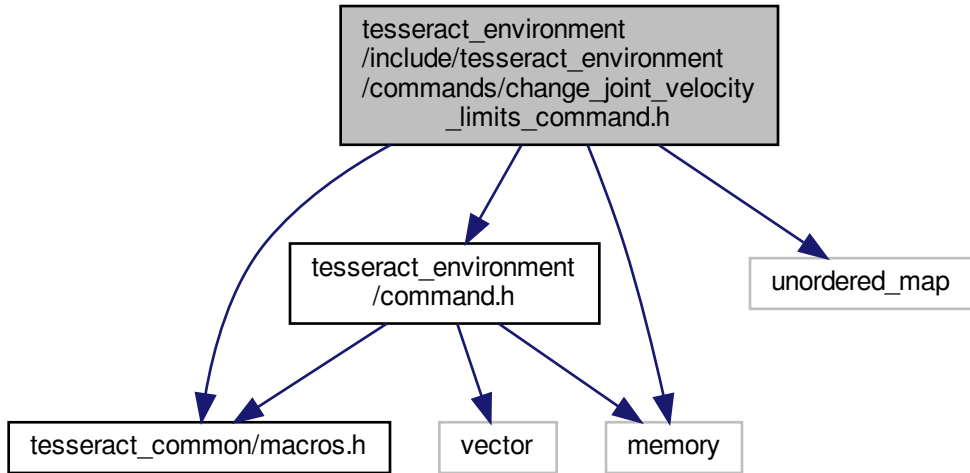 tesseract_environment
/include/tesseract_environment
/commands/change_joint_velocity
_limits_command.h
tesseract_environment
/command.h
unordered_map
tesseract_common/macros.h
vector
memory